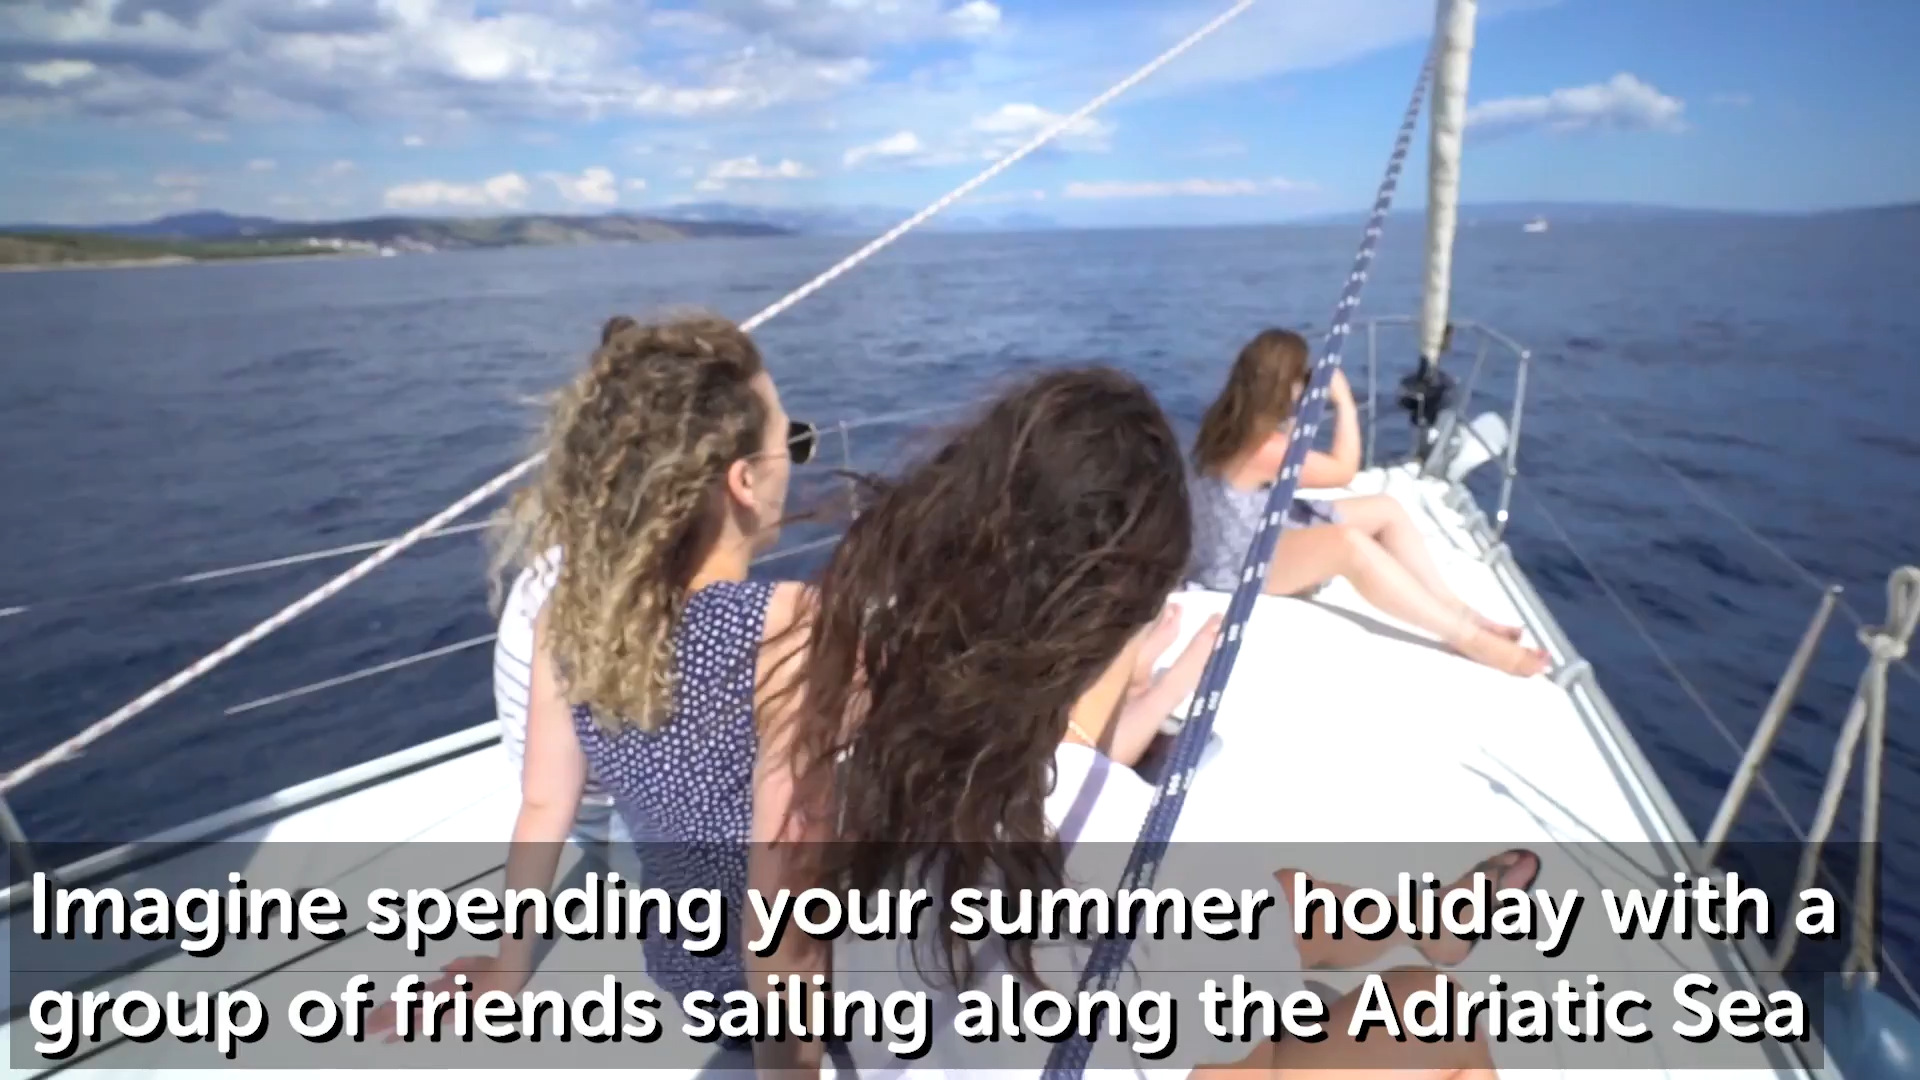 Imagine spending your summer holiday with a
group of friends sailing along the Adriatic Sea